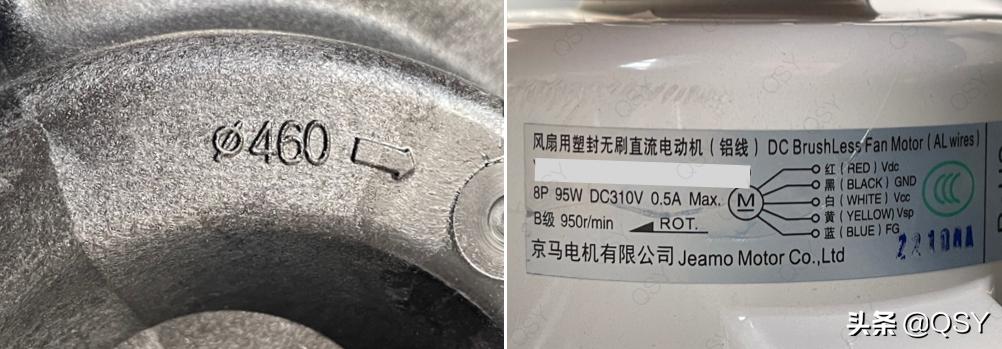 ø460
风扇用塑封无刷直流电动机（铝线） DC BrushLess Fan Motor (AL wires)
8P 95W DC310V 0.5A Max.
B级 950r/min
ROT.
M
红 (RED) Vdc
黑 (BLACK) GND
白 (WHITE) Vcc
黄 (YELLOW) Vsp
蓝 (BLUE) FG
京马电机有限公司 Jeamo Motor Co.,Ltd
头条 @QSY
QSY